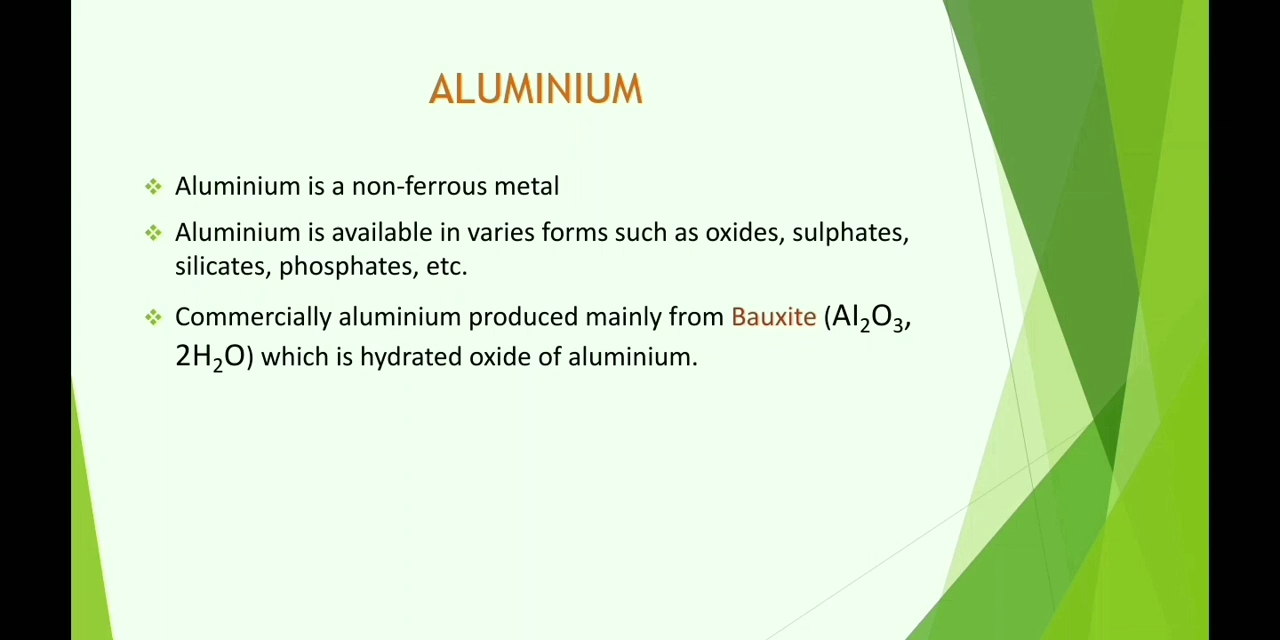 ALUMINIUM
❖ Aluminium is a non-ferrous metal
❖ Aluminium is available in varies forms such as oxides, sulphates,
silicates, phosphates, etc.
❖ Commercially aluminium produced mainly from Bauxite (Al₂O₃,
2H₂O) which is hydrated oxide of aluminium.